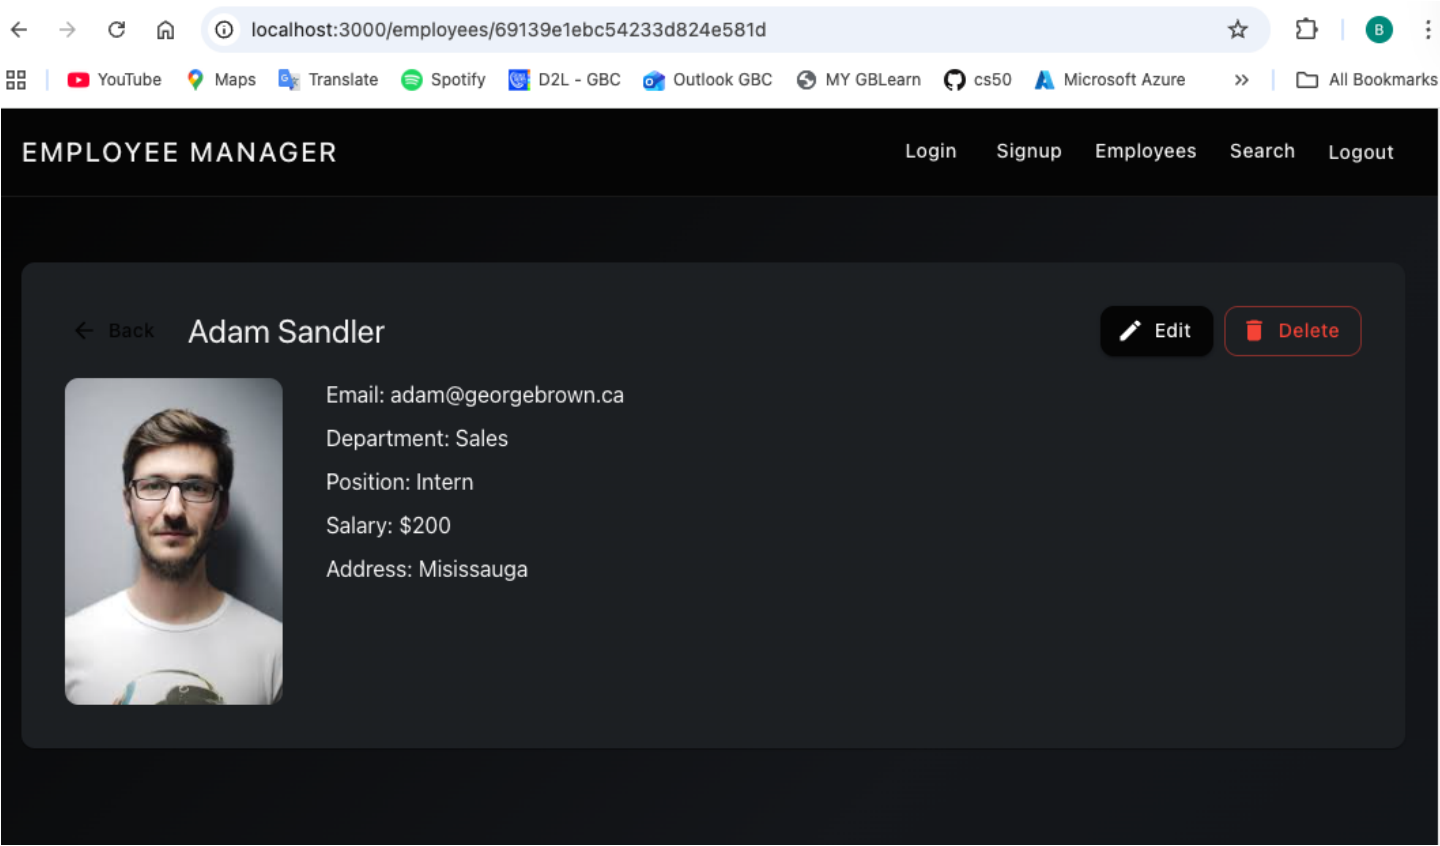 localhost:3000/employees/69139e1ebc54233d824e581d
B
YouTube Maps Translate Spotify D2L - GBC Outlook GBC MY GBLearn cs50 Microsoft Azure » All Bookmarks
EMPLOYEE MANAGER Login Signup Employees Search Logout
Back Adam Sandler Edit Delete
Email: adam@georgebrown.ca
Department: Sales
Position: Intern
Salary: $200
Address: Misissauga